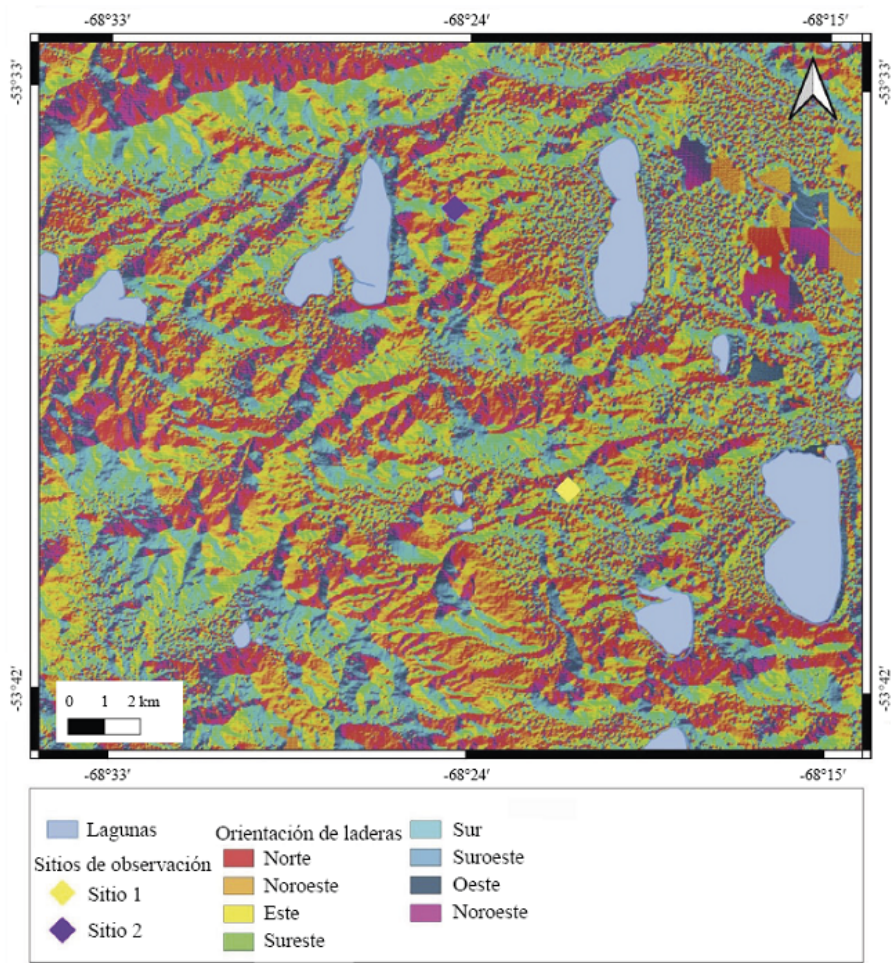 -68°33′ -68°24′ -68°15′
-53°33′ -53°33′
-53°42′ -53°42′
0 1 2 km
-68°33′ -68°24′ -68°15′
Lagunas
Sitios de observación
Sitio 1
Sitio 2
Orientación de laderas
Norte
Noroeste
Este
Sureste
Sur
Suroeste
Oeste
Noroeste